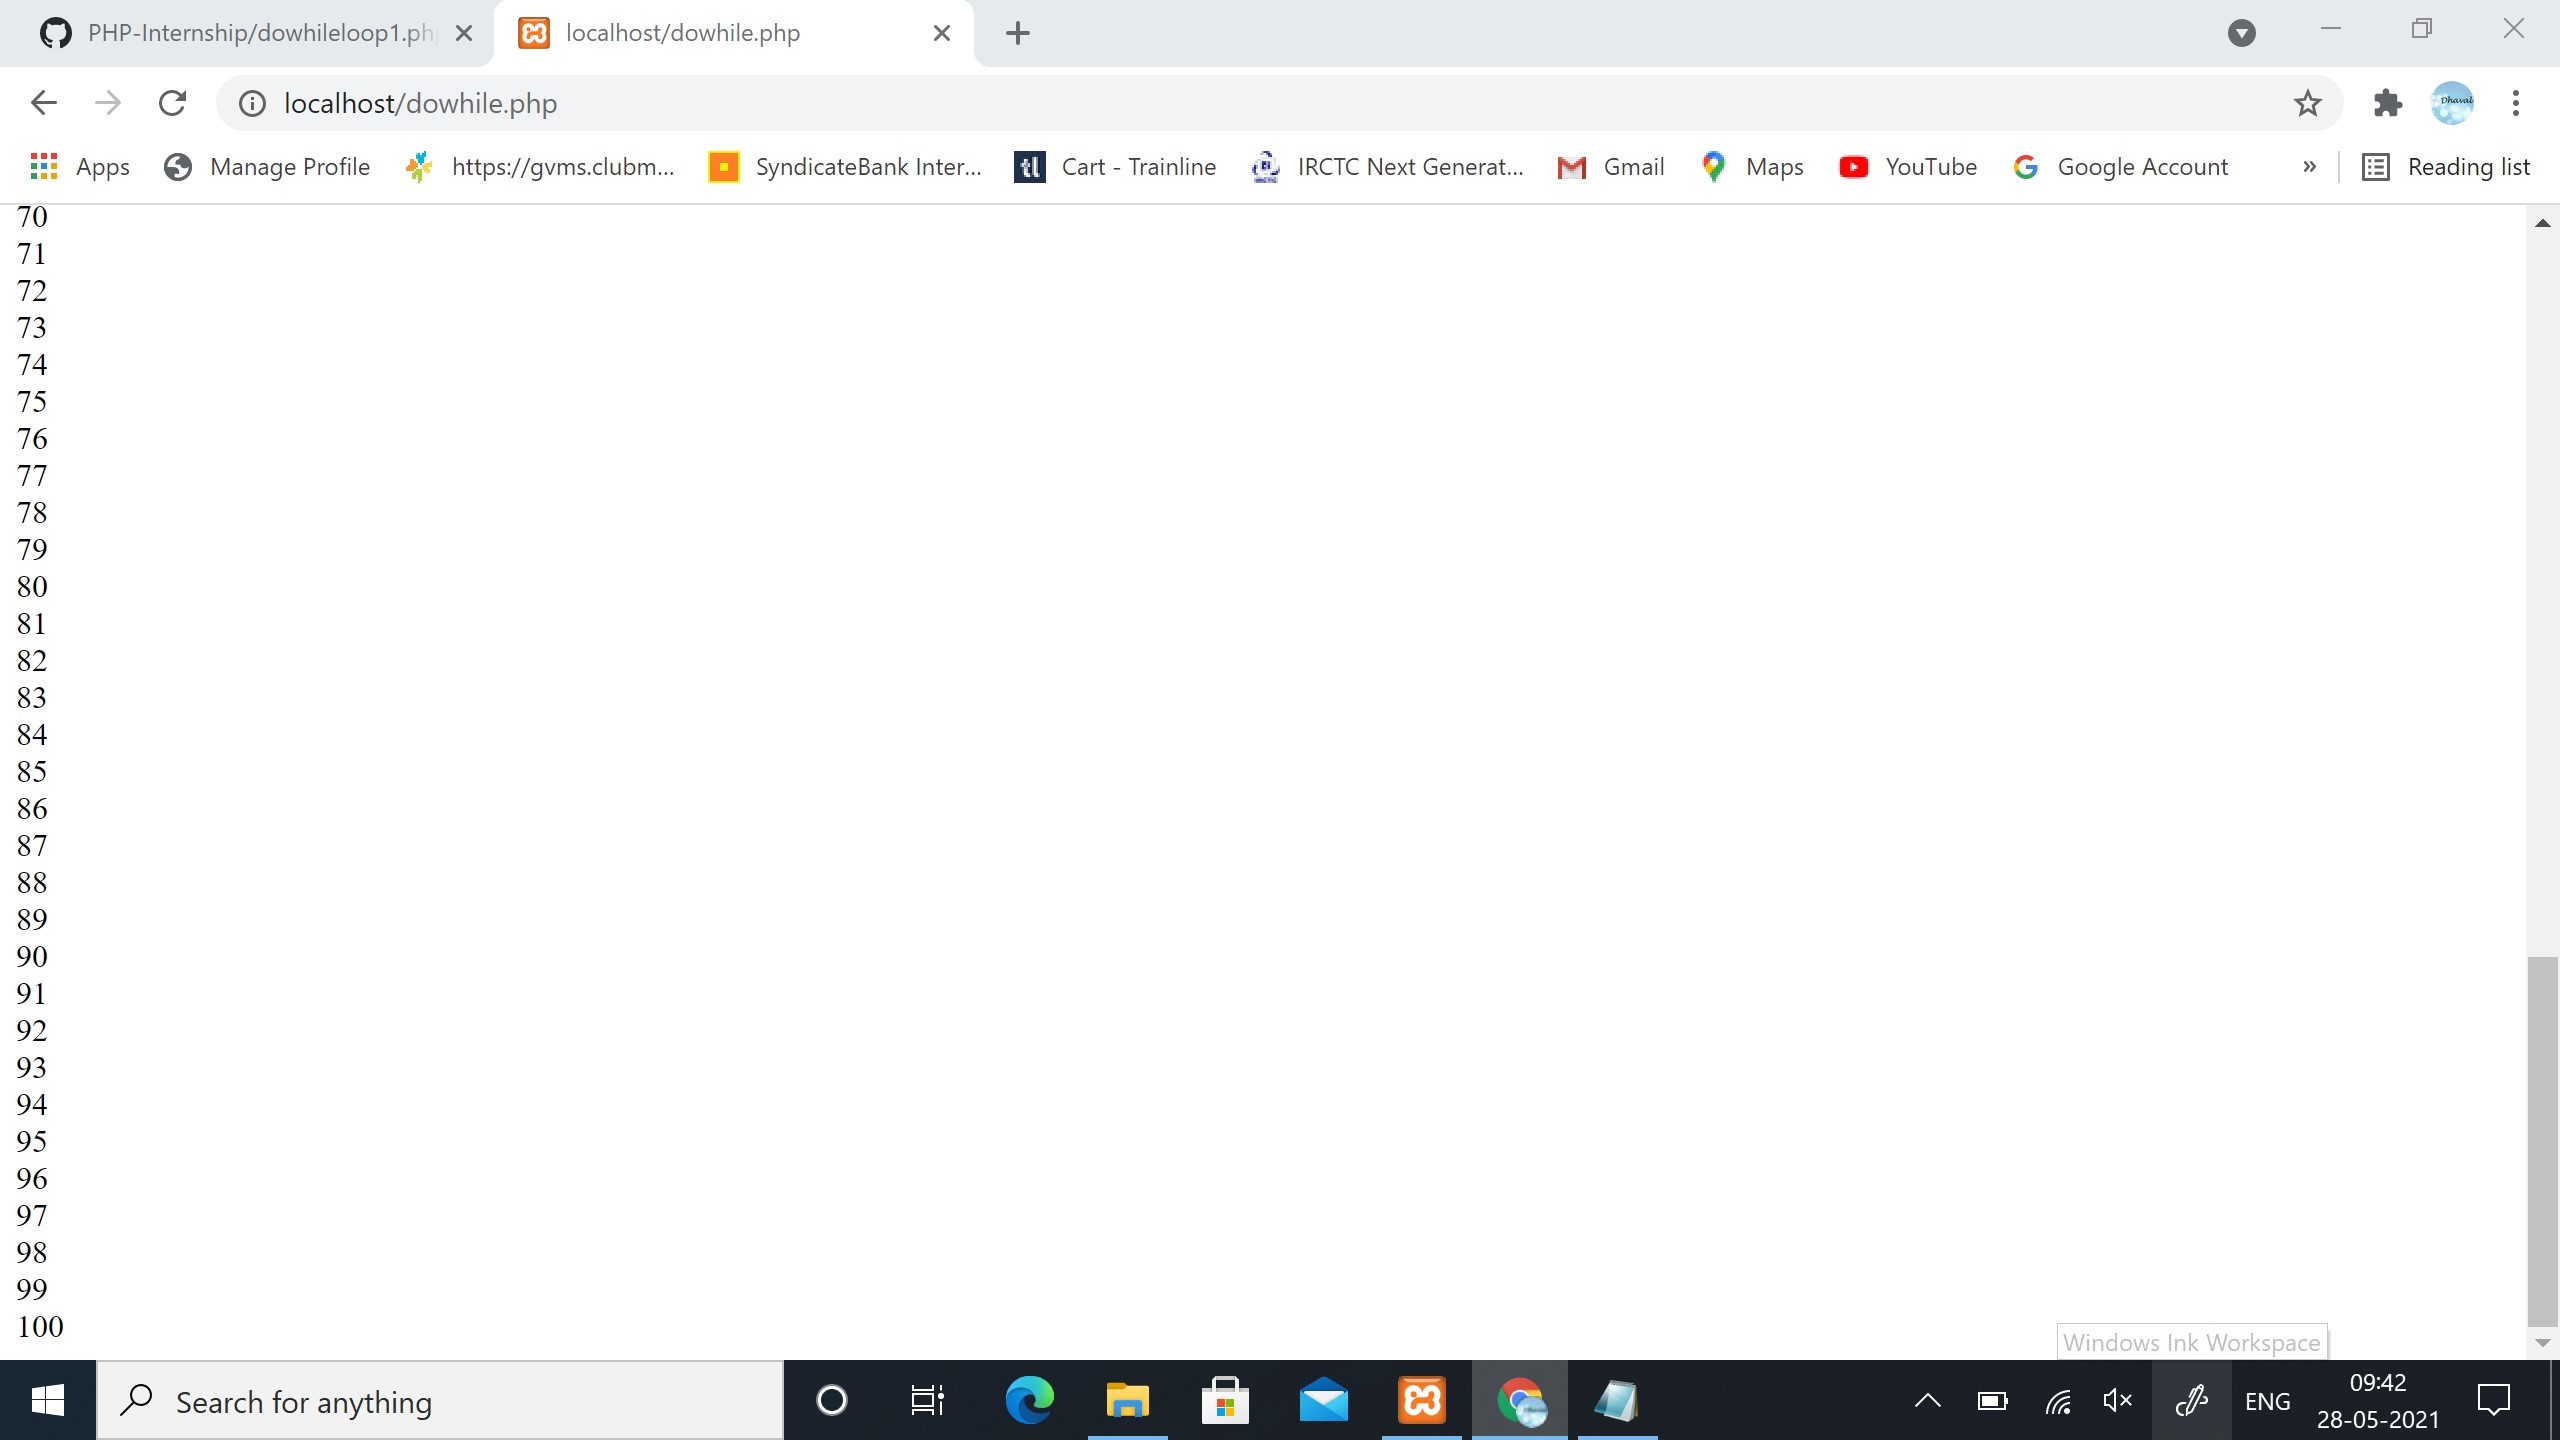 PHP-Internship/dowhileloop1.ph
localhost/dowhile.php
localhost/dowhile.php
Dhaval
Apps
Manage Profile
https://gvms.clubm...
SyndicateBank Inter...
tl
Cart - Trainline
IRCTC Next Generat...
Gmail
Maps
YouTube
Google Account
»
Reading list
70
71
72
73
74
75
76
77
78
79
80
81
82
83
84
85
86
87
88
89
90
91
92
93
94
95
96
97
98
99
100
Windows Ink Workspace
Search for anything
ENG
09:42
28-05-2021